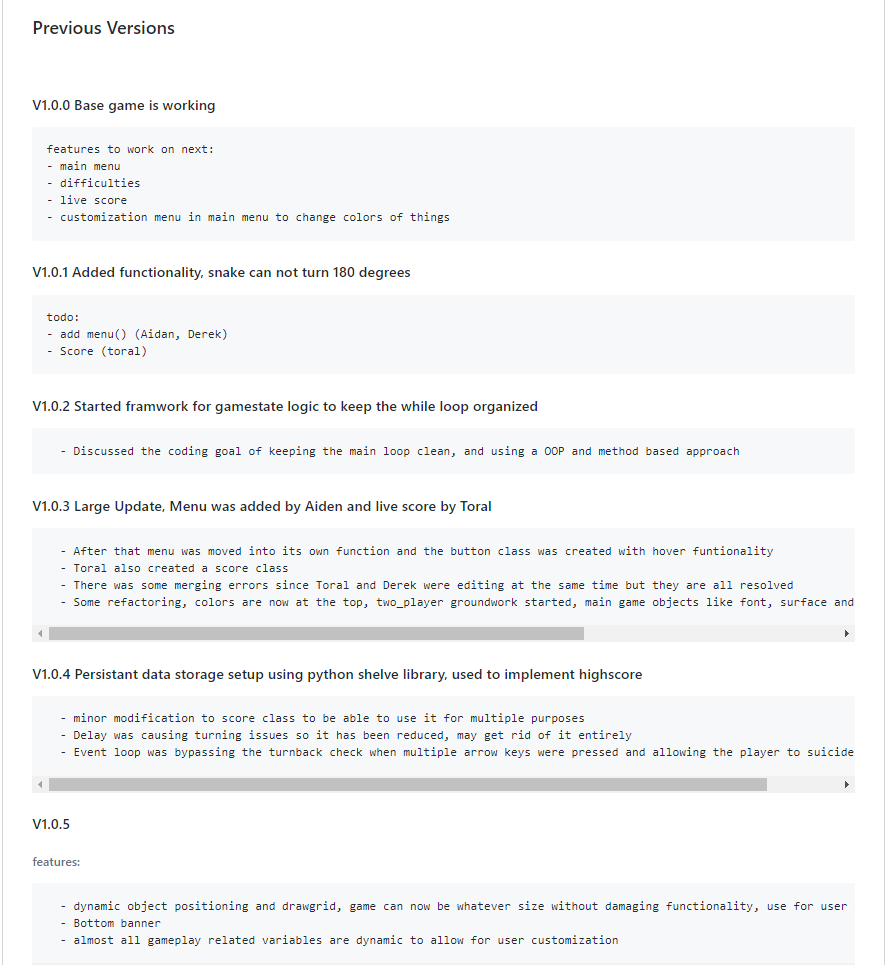 Previous Versions
V1.0.0 Base game is working
features to work on next:
- main menu
- difficulties
- live score
- customization menu in main menu to change colors of things
V1.0.1 Added functionality, snake can not turn 180 degrees
todo:
- add menu() (Aidan, Derek)
- Score (toral)
V1.0.2 Started framwork for gamestate logic to keep the while loop organized
- Discussed the coding goal of keeping the main loop clean, and using a OOP and method based approach
V1.0.3 Large Update, Menu was added by Aiden and live score by Toral
- After that menu was moved into its own function and the button class was created with hover funtionality
- Toral also created a score class
- There was some merging errors since Toral and Derek were editing at the same time but they are all resolved
- Some refactoring, colors are now at the top, two_player groundwork started, main game objects like font, surface and
V1.0.4 Persistant data storage setup using python shelve library, used to implement highscore
- minor modification to score class to be able to use it for multiple purposes
- Delay was causing turning issues so it has been reduced, may get rid of it entirely
- Event loop was bypassing the turnback check when multiple arrow keys were pressed and allowing the player to suicide
V1.0.5
features:
- dynamic object positioning and drawgrid, game can now be whatever size without damaging functionality, use for user
- Bottom banner
- almost all gameplay related variables are dynamic to allow for user customization